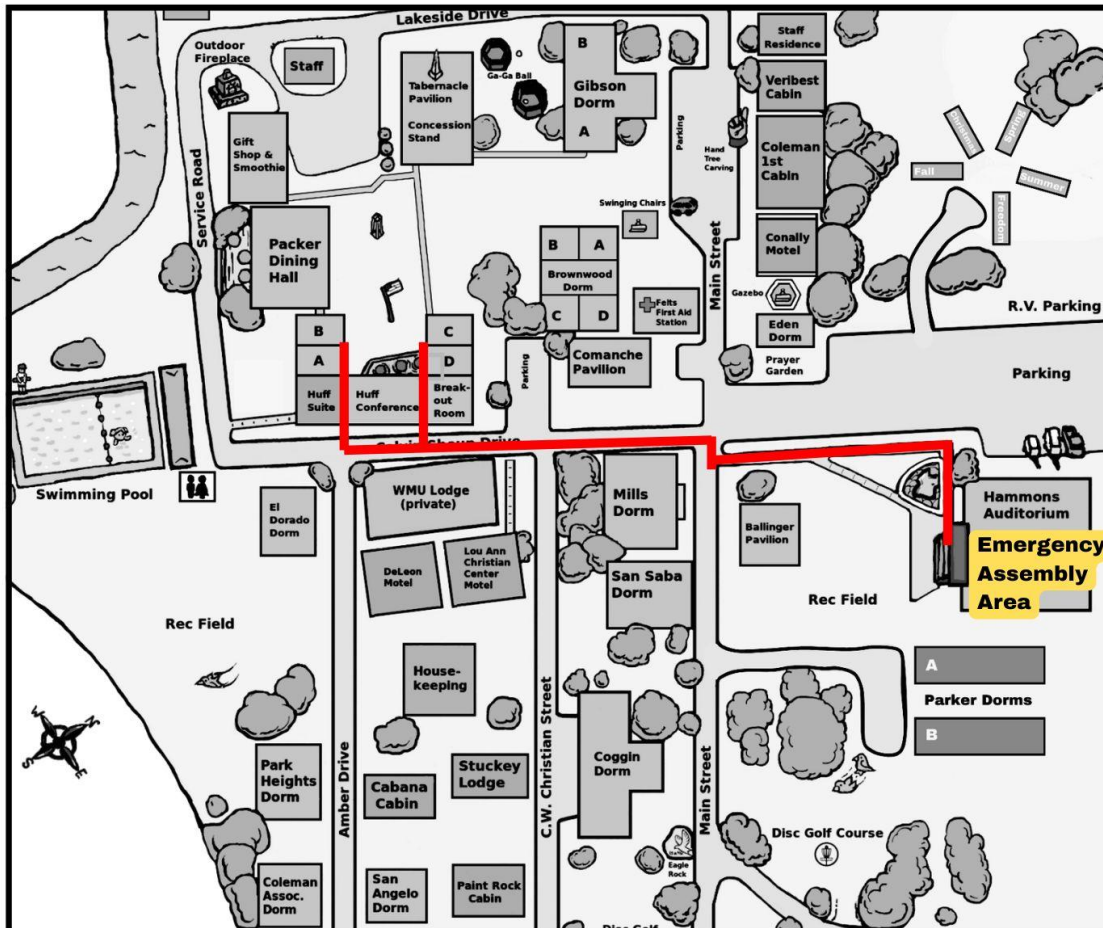 Lakeside Drive
Outdoor
Fireplace
Staff
Tabernacle
Pavilion
Concession
Stand
Ga-Ga Ball
B
Gibson
Dorm
A
Parking
Staff
Residence
Veribest
Cabin
Hand
Tree
Carving
Coleman
1st
Cabin
Christmas
Spring
Fall
Summer
Freedom
Gift
Shop &
Smoothie
Service Road
Packer
Dining
Hall
Swinging Chairs
B
A
Brownwood
Dorm
C
D
Felts
First Aid
Station
Main Street
Conally
Motel
Gazebo
Eden
Dorm
Prayer
Garden
R.V. Parking
Parking
B
A
Huff
Suite
Huff
Conference
C
D
Break-
out
Room
Parking
Comanche
Pavilion
Drive
Swimming Pool
El
Dorado
Dorm
WMU Lodge
(private)
DeLeon
Motel
Lou Ann
Christian
Center
Motel
Mills
Dorm
San Saba
Dorm
Ballinger
Pavilion
Hammons
Auditorium
Emergency
Assembly
Area
Rec Field
Rec Field
House-
keeping
A
Parker Dorms
B
W
N
S
E
Park
Heights
Dorm
Amber Drive
Cabana
Cabin
Stuckey
Lodge
C.W. Christian Street
Coggin
Dorm
Main Street
Eagle
Rock
Disc Golf Course
Coleman
Assoc.
Dorm
San
Angelo
Dorm
Paint Rock
Cabin
Disc Golf